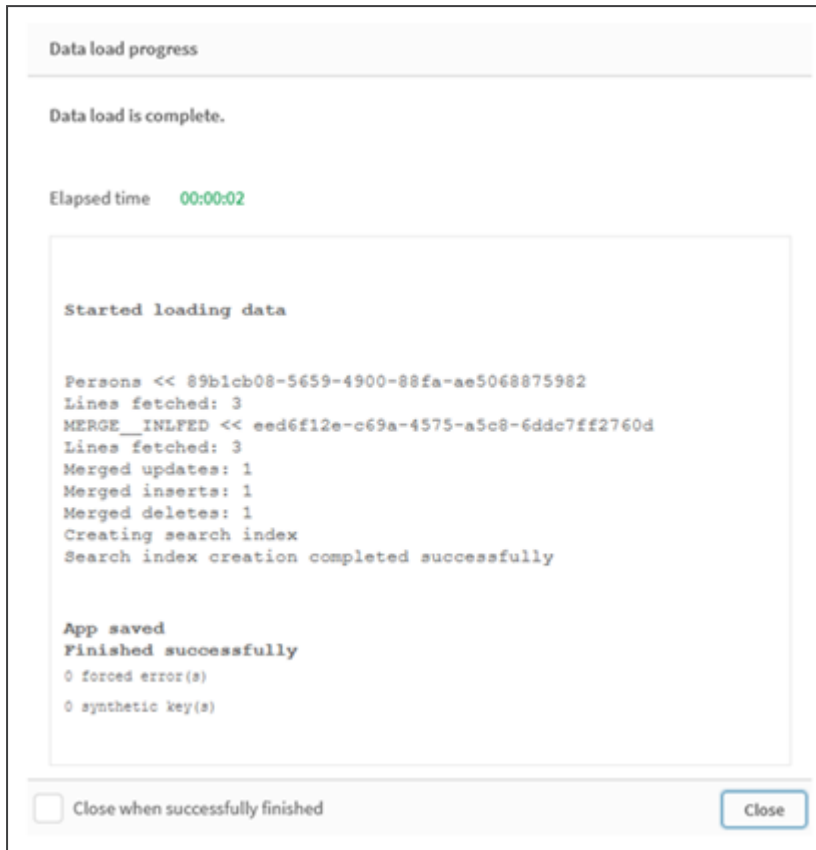 Data load progress
Data load is complete.
Elapsed time 00:00:02
Started loading data
Persons << 89b1cb08-5659-4900-88fa-ae5068875982
Lines fetched: 3
MERGE__INLFED << eed6f12e-c69a-4575-a5c8-6ddc7ff2760d
Lines fetched: 3
Merged updates: 1
Merged inserts: 1
Merged deletes: 1
Creating search index
Search index creation completed successfully
App saved
Finished successfully
0 forced error(s)
0 synthetic key(s)
Close when successfully finished Close